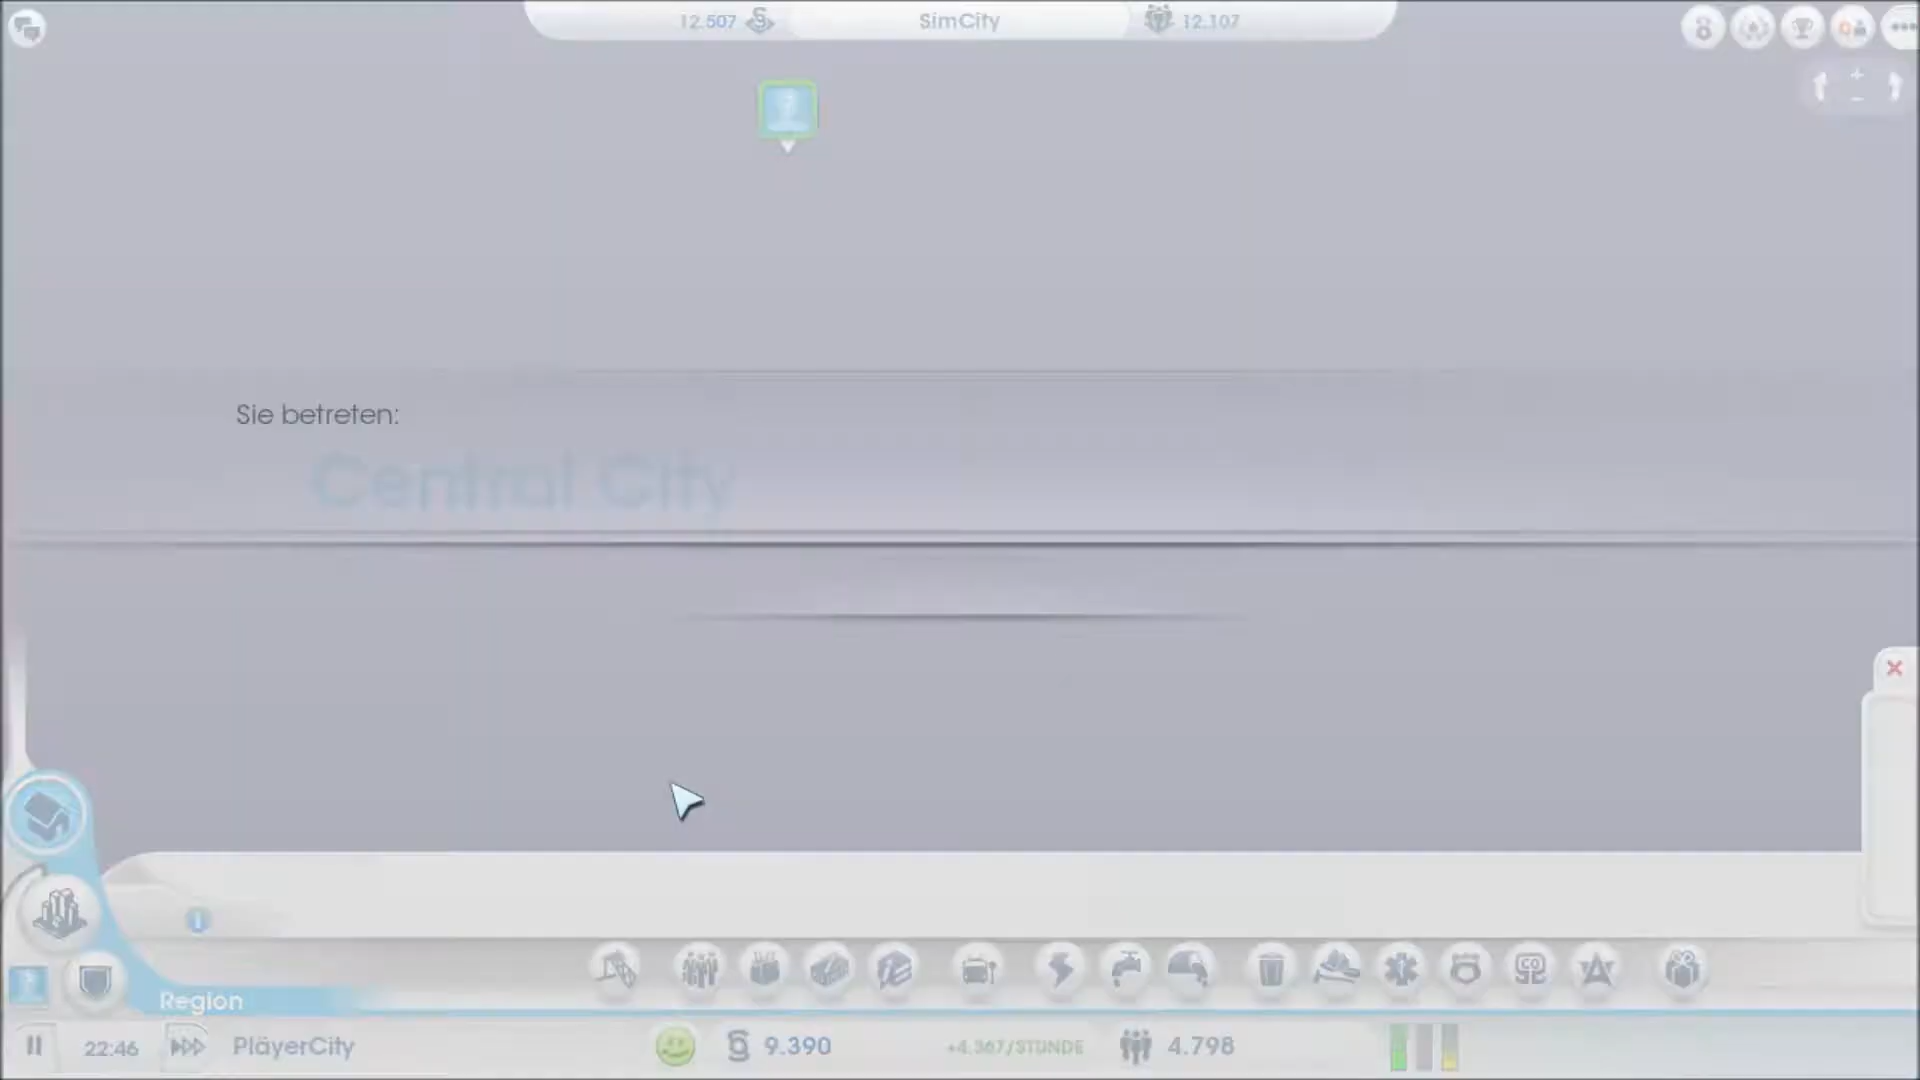 12.507
SimCity
12.107
Sie betreten:
Central City
Region
22:46
PläyerCity
9.390
+4.367/STUNDE
4.798